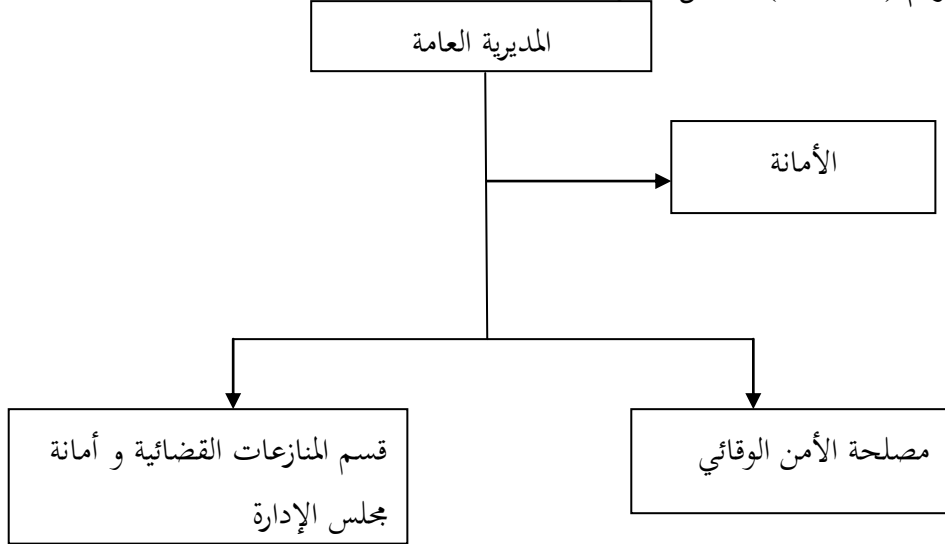 المديرية العامة
الأمانة
مصلحة الأمن الوقائي
قسم المنازعات القضائية و أمانة
مجلس الإدارة